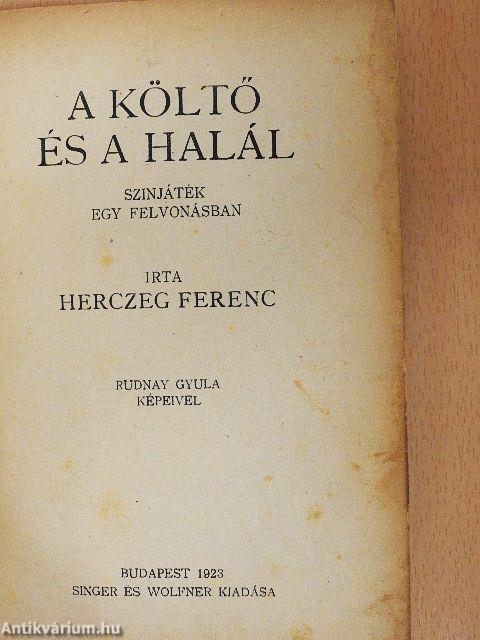 A KÖLTŐ
ÉS A HALÁL
SZINJÁTÉK
EGY FELVONÁSBAN
IRTA
HERCZEG FERENC
RUDNAY GYULA
KÉPEIVEL
BUDAPEST 1923
SINGER ÉS WOLFNER KIADÁSA
Antikvárium.hu